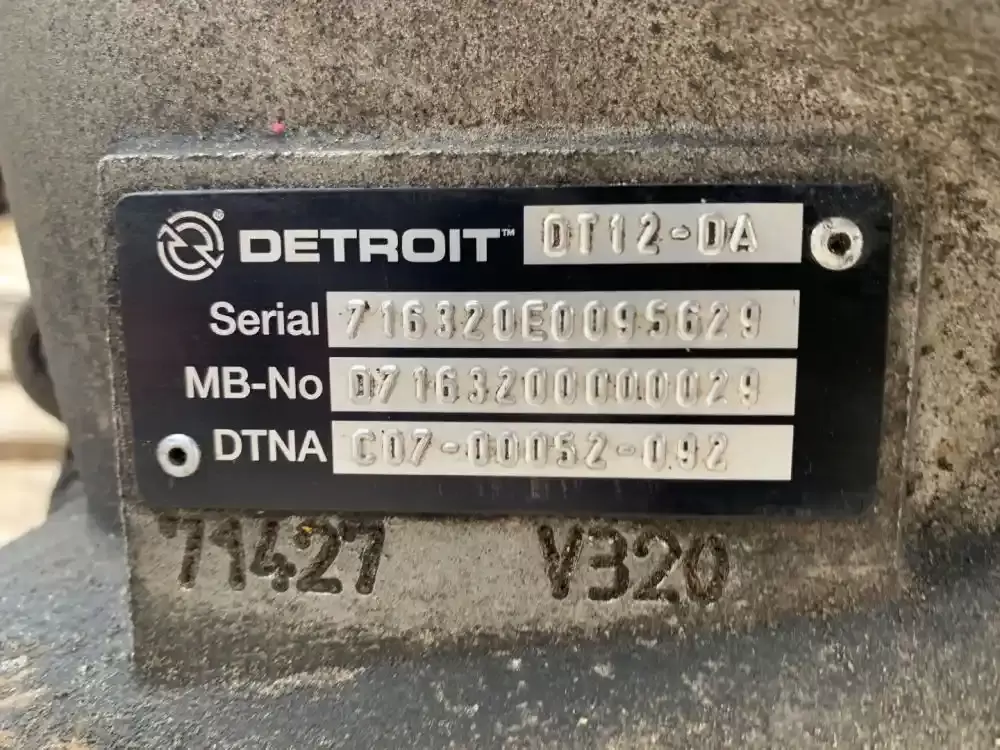 DETROIT™ DT12-DA
Serial 716320E0095629
MB-No 07163200000029
DTNA C07-00052-092
71427 V320